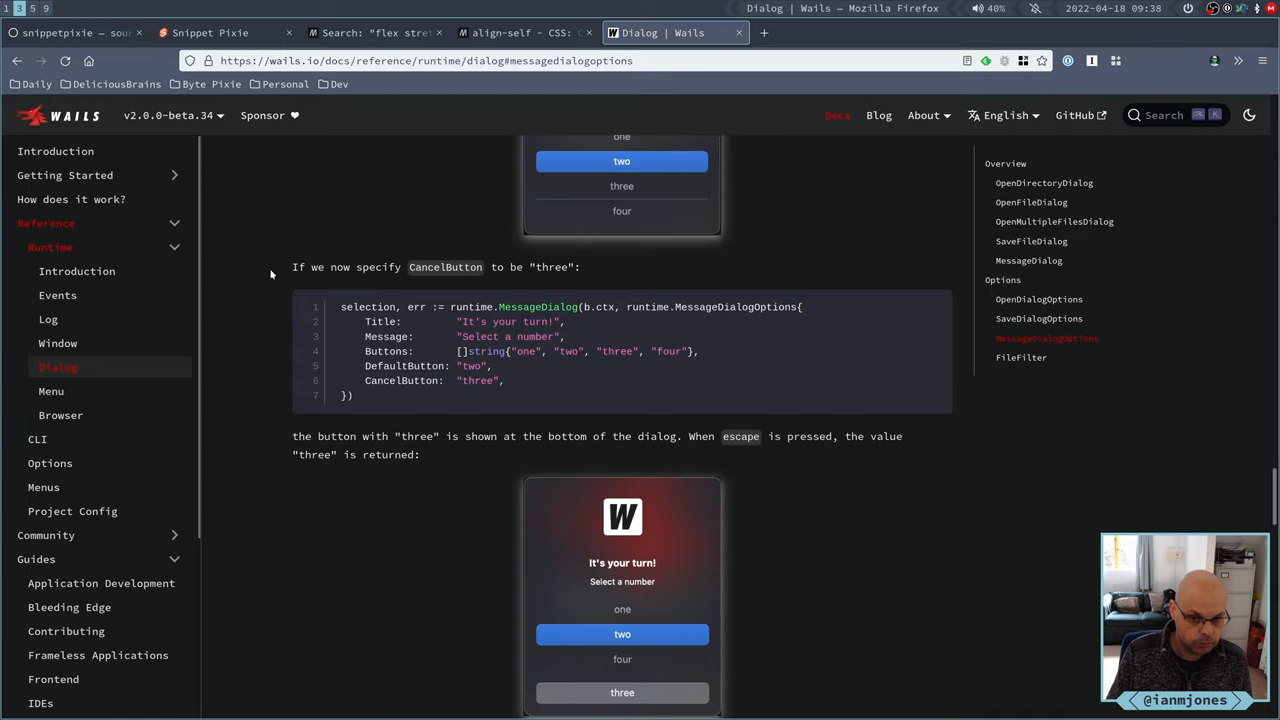 1 3 5 9
Dialog | Wails — Mozilla Firefox
40%
2022-04-18 09:38
snippetpixie — sour
Snippet Pixie
Search: "flex stret
align-self - CSS: C
Dialog | Wails
https://wails.io/docs/reference/runtime/dialog#messagedialogoptions
Daily
DeliciousBrains
Byte Pixie
Personal
Dev
WAILS
v2.0.0-beta.34
Sponsor
Docs
Blog
About
English
GitHub
Search
K
Introduction
Getting Started
How does it work?
Reference
Runtime
Introduction
Events
Log
Window
Dialog
Menu
Browser
CLI
Options
Menus
Project Config
Community
Guides
Application Development
Bleeding Edge
Contributing
Frameless Applications
Frontend
IDEs
one
two
three
four
If we now specify CancelButton to be "three":
1 selection, err := runtime.MessageDialog(b.ctx, runtime.MessageDialogOptions{
2 Title: "It's your turn!",
3 Message: "Select a number",
4 Buttons: []string{"one", "two", "three", "four"},
5 DefaultButton: "two",
6 CancelButton: "three",
7 })
the button with "three" is shown at the bottom of the dialog. When escape is pressed, the value
"three" is returned:
W
It's your turn!
Select a number
one
two
four
three
Overview
OpenDirectoryDialog
OpenFileDialog
OpenMultipleFilesDialog
SaveFileDialog
MessageDialog
Options
OpenDialogOptions
SaveDialogOptions
MessageDialogOptions
FileFilter
@ianmjones